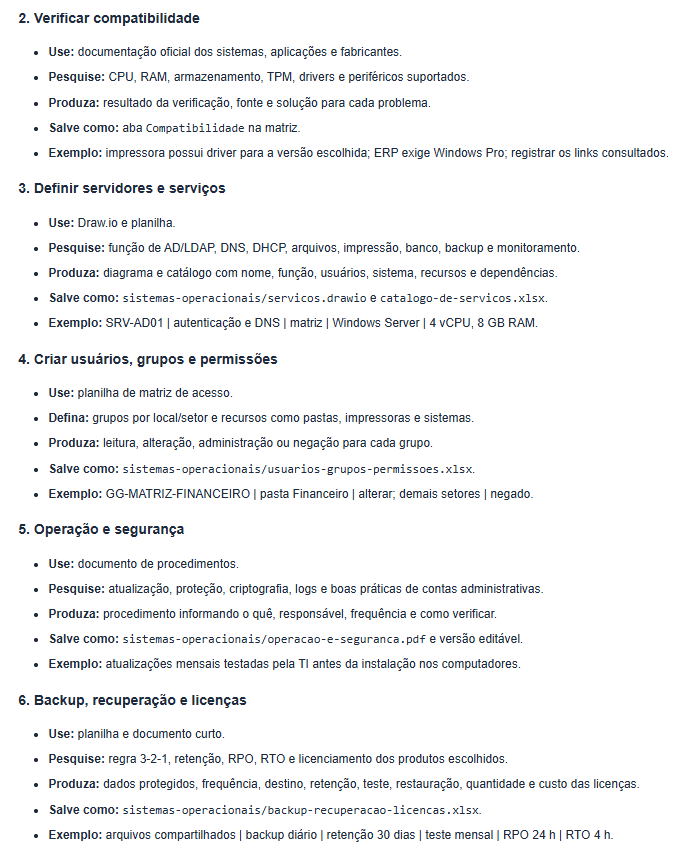 2. Verificar compatibilidade
• Use: documentação oficial dos sistemas, aplicações e fabricantes.
• Pesquise: CPU, RAM, armazenamento, TPM, drivers e periféricos suportados.
• Produza: resultado da verificação, fonte e solução para cada problema.
• Salve como: aba Compatibilidade na matriz.
• Exemplo: impressora possui driver para a versão escolhida; ERP exige Windows Pro; registrar os links consultados.
3. Definir servidores e serviços
• Use: Draw.io e planilha.
• Pesquise: função de AD/LDAP, DNS, DHCP, arquivos, impressão, banco, backup e monitoramento.
• Produza: diagrama e catálogo com nome, função, usuários, sistema, recursos e dependências.
• Salve como: sistemas-operacionais/servicos.drawio e catalogo-de-servicos.xlsx.
• Exemplo: SRV-AD01 | autenticação e DNS | matriz | Windows Server | 4 vCPU, 8 GB RAM.
4. Criar usuários, grupos e permissões
• Use: planilha de matriz de acesso.
• Defina: grupos por local/setor e recursos como pastas, impressoras e sistemas.
• Produza: leitura, alteração, administração ou negação para cada grupo.
• Salve como: sistemas-operacionais/usuarios-grupos-permissoes.xlsx.
• Exemplo: GG-MATRIZ-FINANCEIRO | pasta Financeiro | alterar; demais setores | negado.
5. Operação e segurança
• Use: documento de procedimentos.
• Pesquise: atualização, proteção, criptografia, logs e boas práticas de contas administrativas.
• Produza: procedimento informando o quê, responsável, frequência e como verificar.
• Salve como: sistemas-operacionais/operacao-e-seguranca.pdf e versão editável.
• Exemplo: atualizações mensais testadas pela TI antes da instalação nos computadores.
6. Backup, recuperação e licenças
• Use: planilha e documento curto.
• Pesquise: regra 3-2-1, retenção, RPO, RTO e licenciamento dos produtos escolhidos.
• Produza: dados protegidos, frequência, destino, retenção, teste, restauração, quantidade e custo das licenças.
• Salve como: sistemas-operacionais/backup-recuperacao-licencas.xlsx.
• Exemplo: arquivos compartilhados | backup diário | retenção 30 dias | teste mensal | RPO 24 h | RTO 4 h.